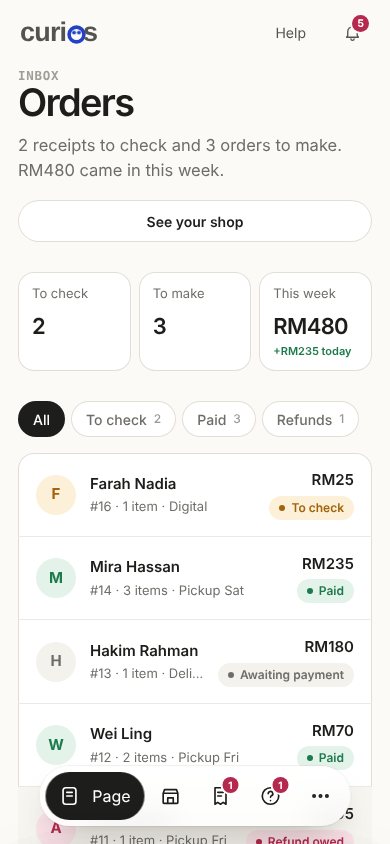 curios
Help
5
INBOX
Orders
2 receipts to check and 3 orders to make.
RM480 came in this week.
See your shop
To check
2
To make
3
This week
RM480
+RM235 today
All
To check 2
Paid 3
Refunds 1
F
Farah Nadia
#16 · 1 item · Digital
RM25
To check
M
Mira Hassan
#14 · 3 items · Pickup Sat
RM235
Paid
H
Hakim Rahman
#13 · 1 item · Deli...
RM180
Awaiting payment
W
Wei Ling
#12 · 2 items · Pickup Fri
RM70
Paid
Page
1
1
A
#11 · 1 item · Pickup Fri
Refund owed